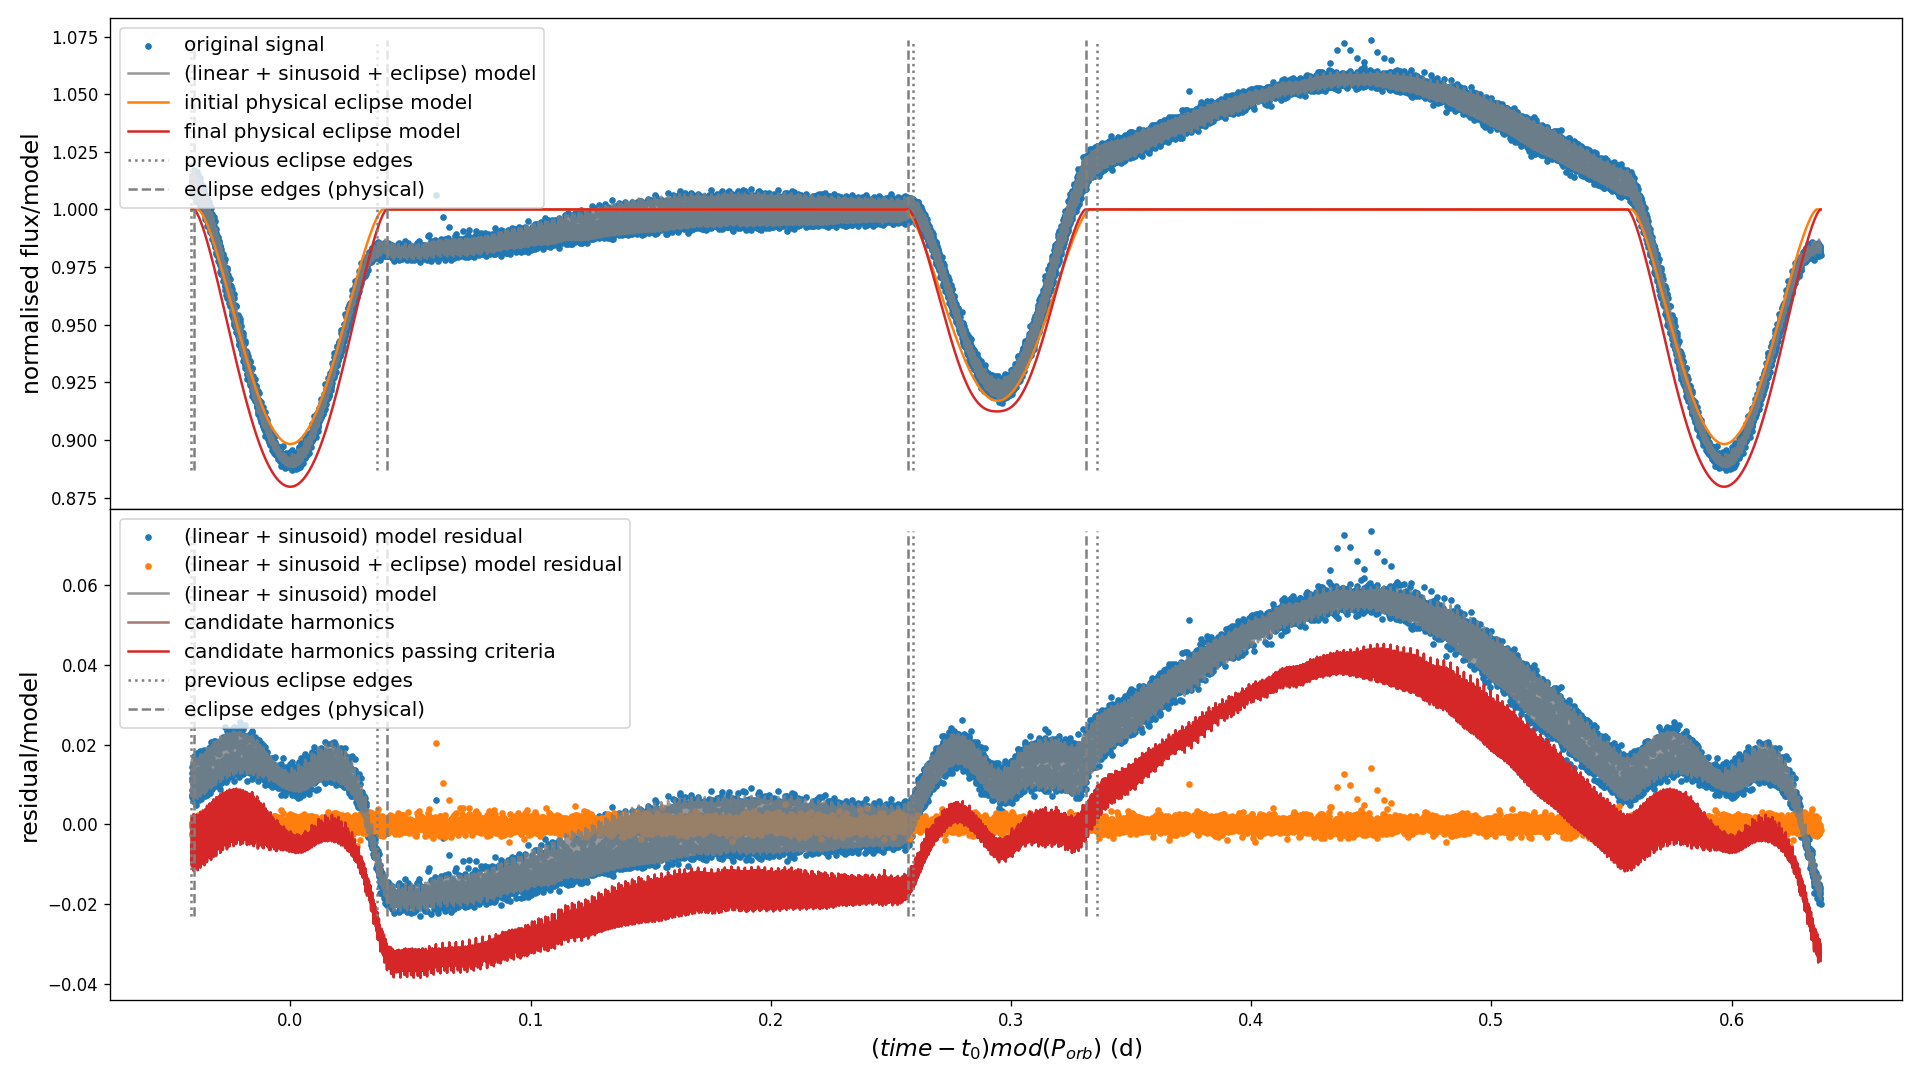 1.075
1.050
1.025
1.000
0.975
0.950
0.925
0.900
0.875
normalised flux/model
original signal
(linear + sinusoid + eclipse) model
initial physical eclipse model
final physical eclipse model
previous eclipse edges
eclipse edges (physical)
0.06
0.04
0.02
0.00
−0.02
−0.04
residual/model
(linear + sinusoid) model residual
(linear + sinusoid + eclipse) model residual
(linear + sinusoid) model
candidate harmonics
candidate harmonics passing criteria
previous eclipse edges
eclipse edges (physical)
0.0 0.1 0.2 0.3 0.4 0.5 0.6
(time − t₀)mod(P_orb) (d)